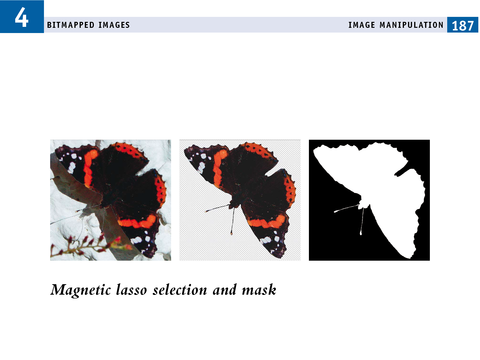 4
BITMAPPED IMAGES
IMAGE MANIPULATION 187
Magnetic lasso selection and mask